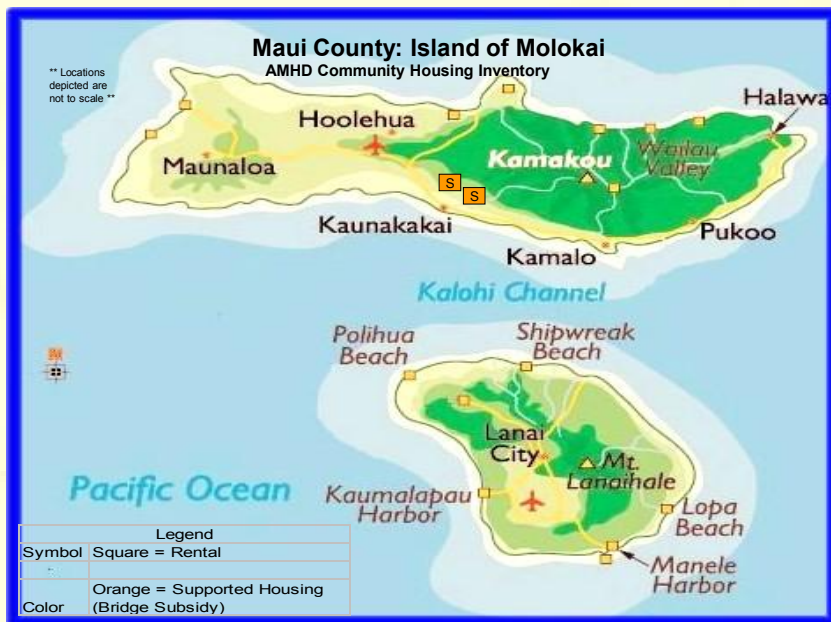 Maui County: Island of Molokai
AMHD Community Housing Inventory
** Locations
depicted are
not to scale **
Halawa
Hoolehua
Kamakou
Wailau
Valley
Maunaloa
S
S
Kaunakakai
Pukoo
Kamalo
Kalohi Channel
Polihua
Beach
Shipwreak
Beach
Lanai
City
Mt.
Lanaihale
Pacific Ocean
Kaumalapau
Harbor
Lopa
Beach
Manele
Harbor
Legend
Symbol Square = Rental
Color Orange = Supported Housing
(Bridge Subsidy)